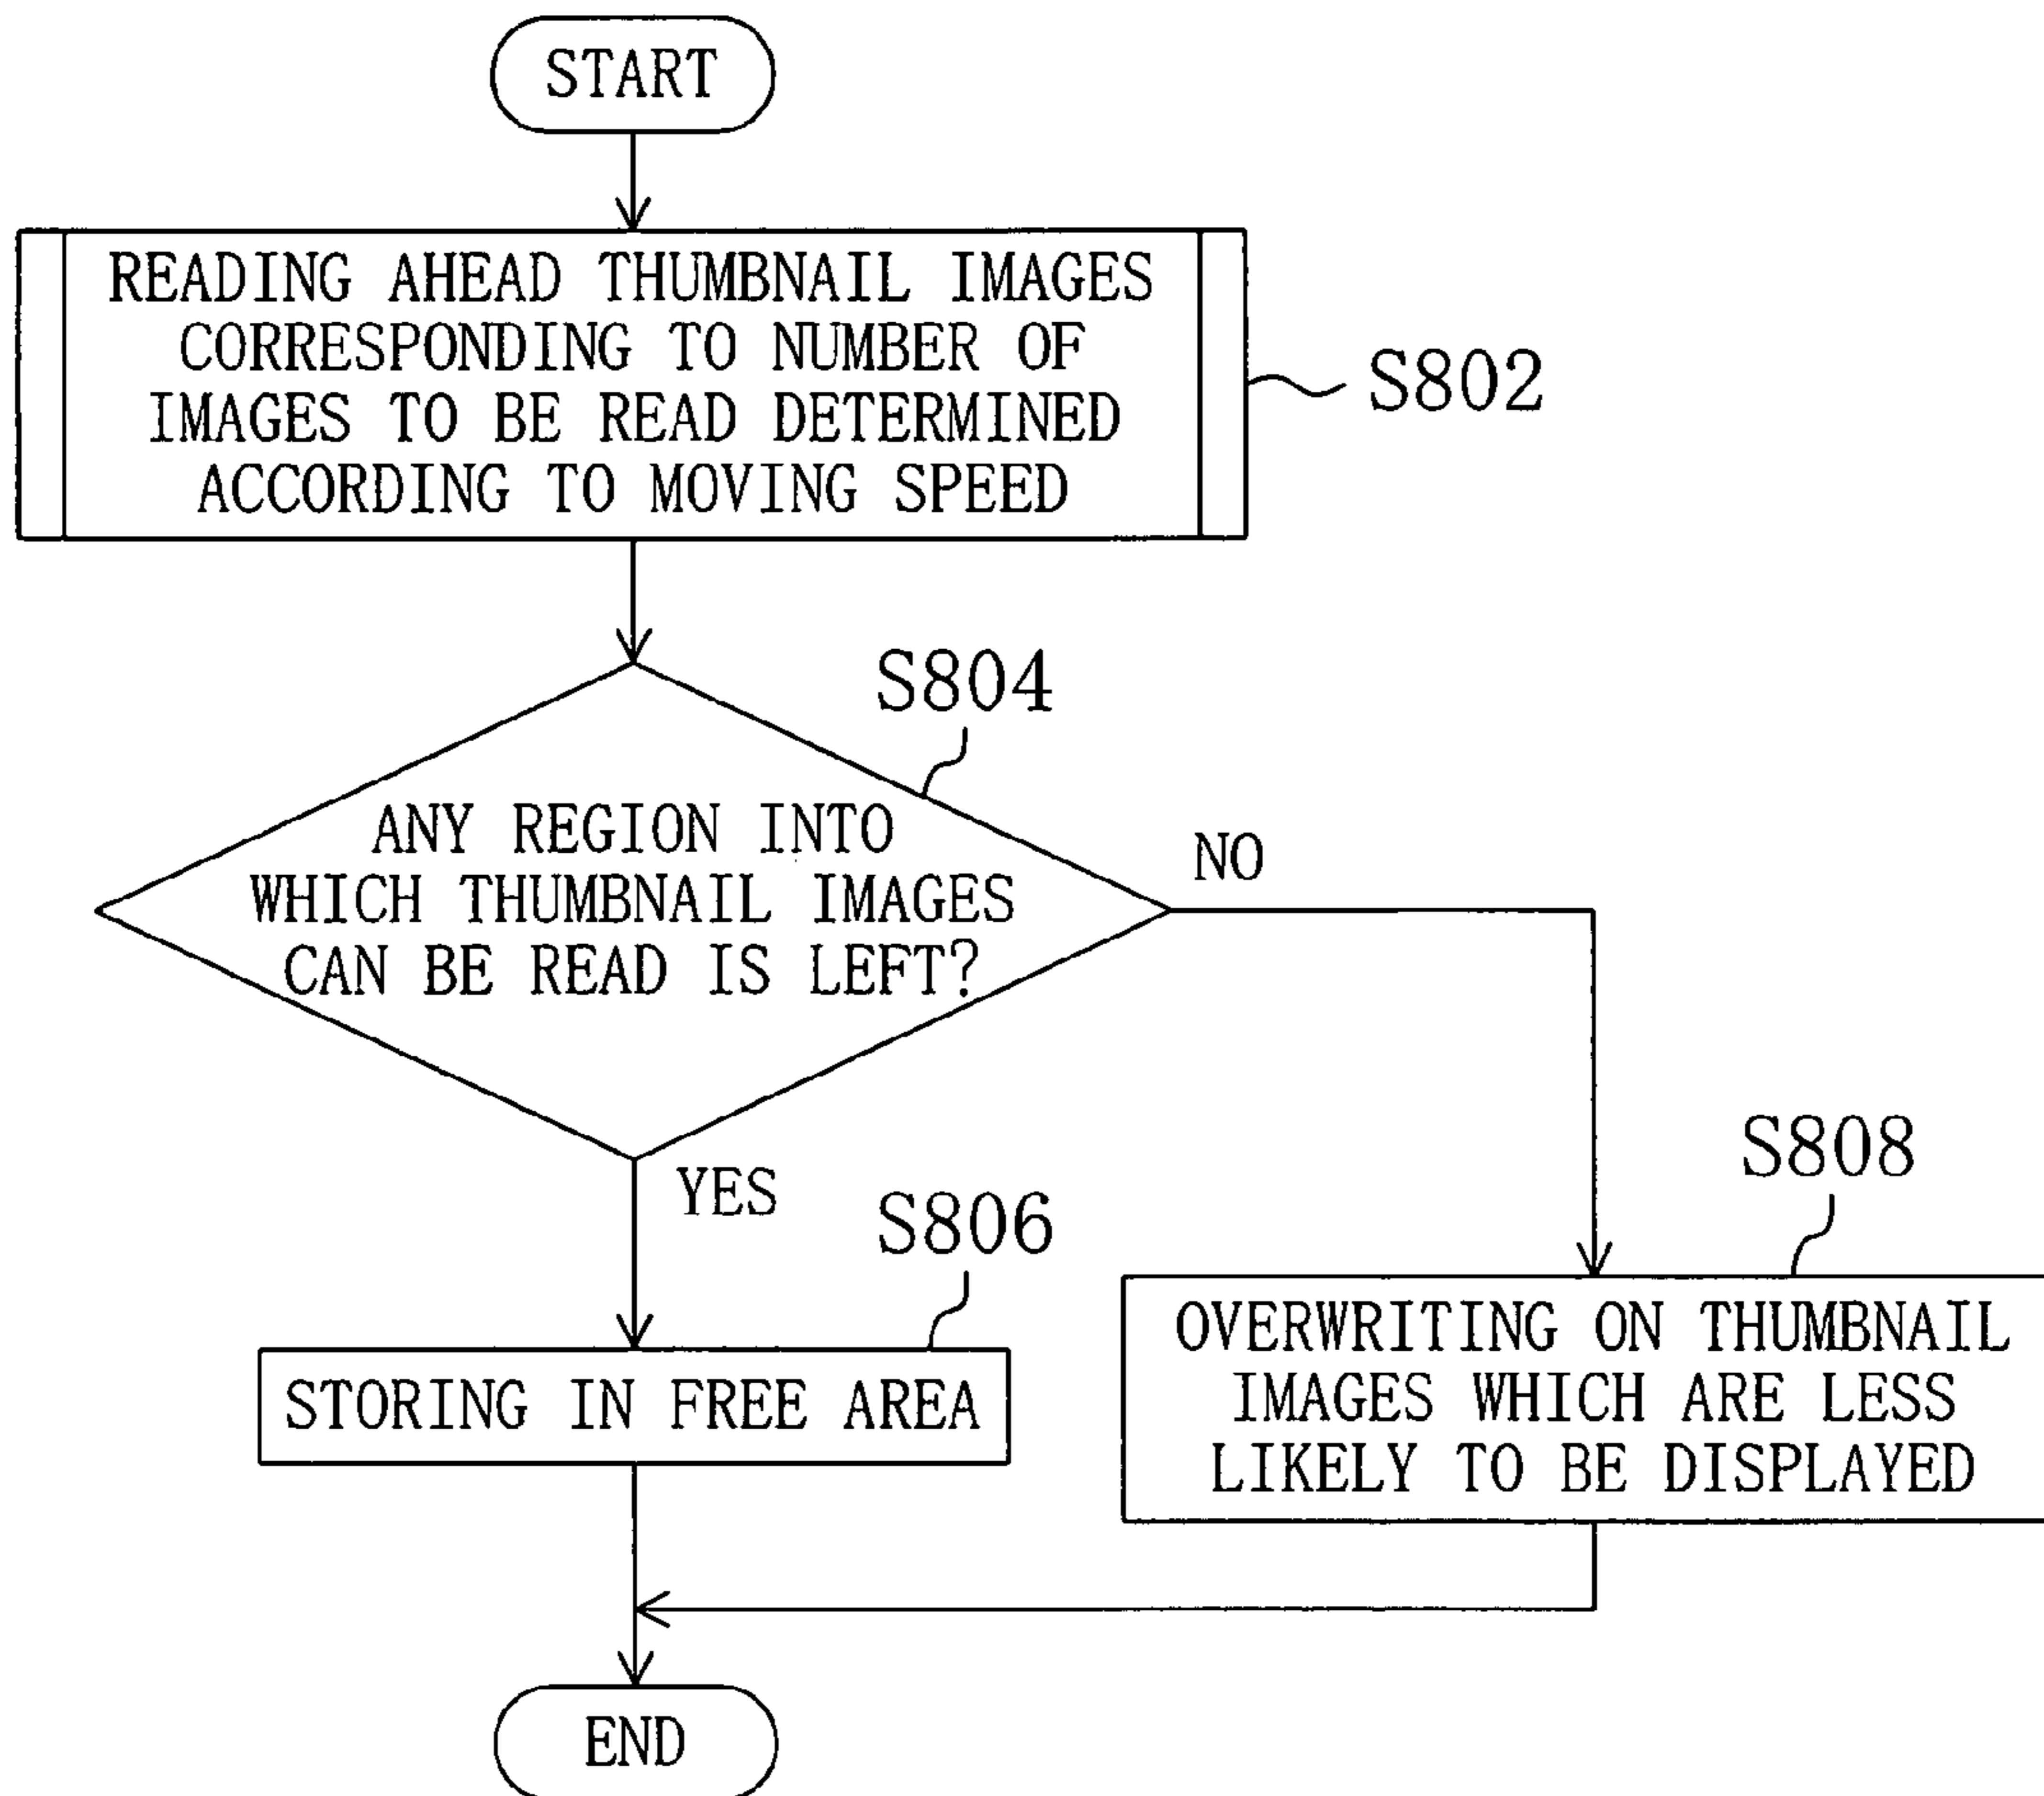 START
READING AHEAD THUMBNAIL IMAGES
CORRESPONDING TO NUMBER OF
IMAGES TO BE READ DETERMINED
ACCORDING TO MOVING SPEED
S802
S804
ANY REGION INTO
WHICH THUMBNAIL IMAGES
CAN BE READ IS LEFT?
NO
YES
S806
STORING IN FREE AREA
S808
OVERWRITING ON THUMBNAIL
IMAGES WHICH ARE LESS
LIKELY TO BE DISPLAYED
END